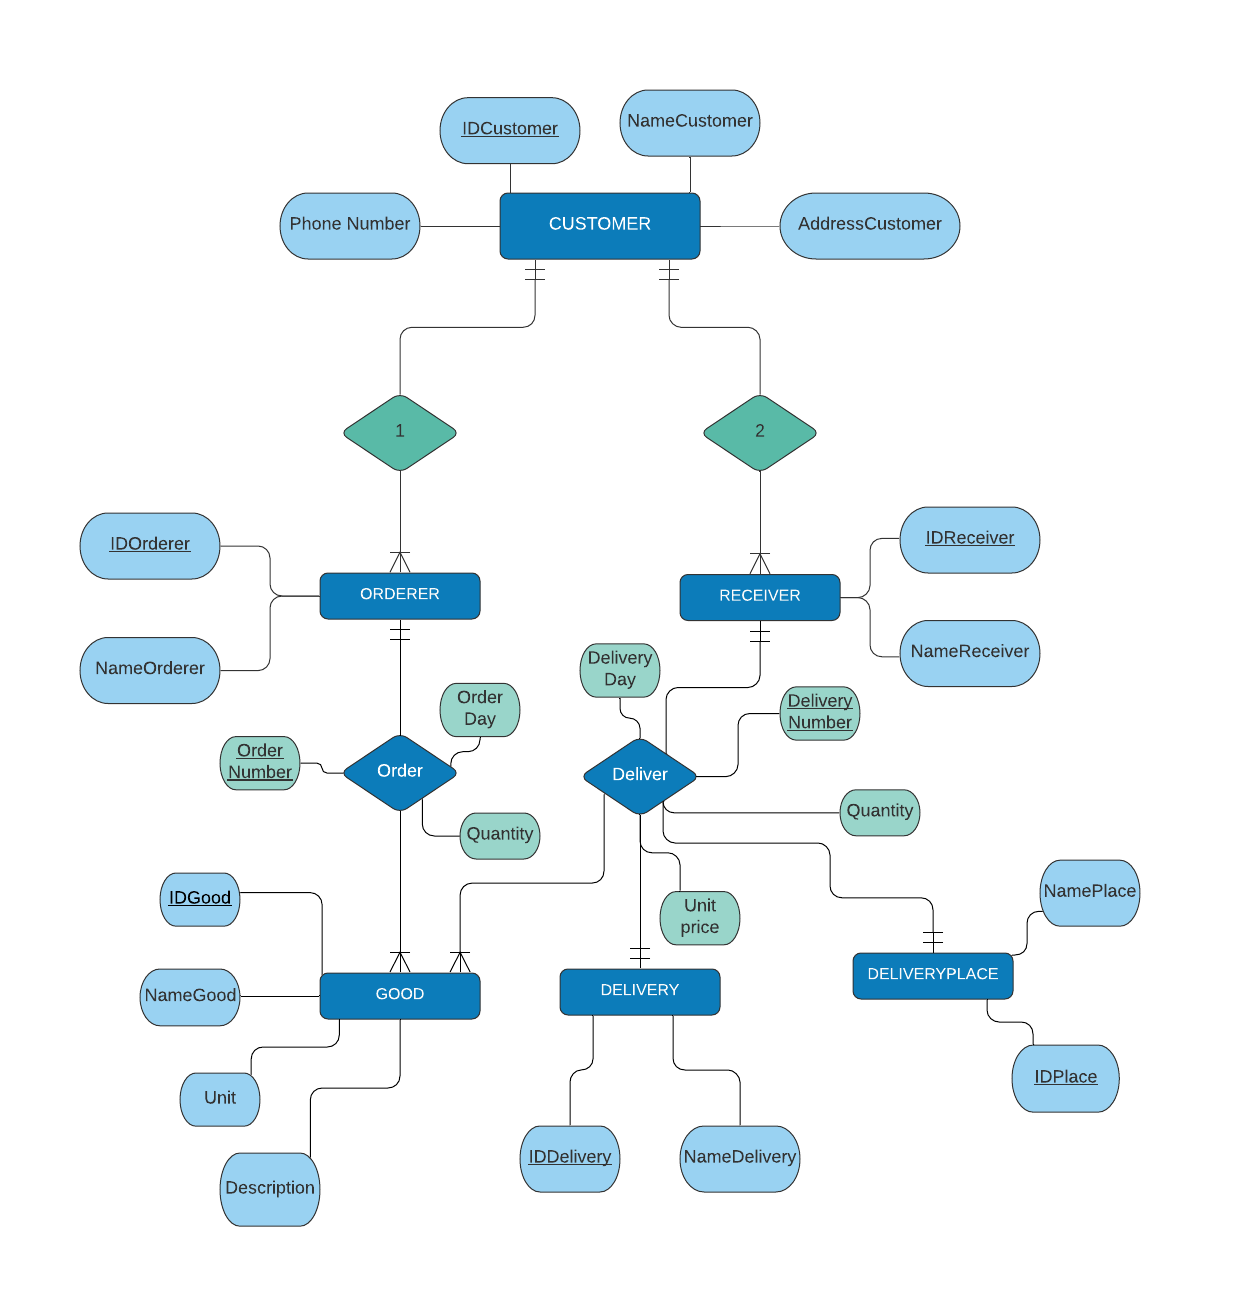 NameCustomer
IDCustomer
Phone Number
CUSTOMER
AddressCustomer
1
2
IDOrderer
IDReceiver
ORDERER
RECEIVER
NameOrderer
NameReceiver
Delivery
Day
Order
Day
Delivery
Number
Order
Number
Order
Deliver
Quantity
Quantity
IDGood
NamePlace
Unit
price
NameGood
GOOD
DELIVERY
DELIVERYPLACE
Unit
IDPlace
Description
IDDelivery
NameDelivery